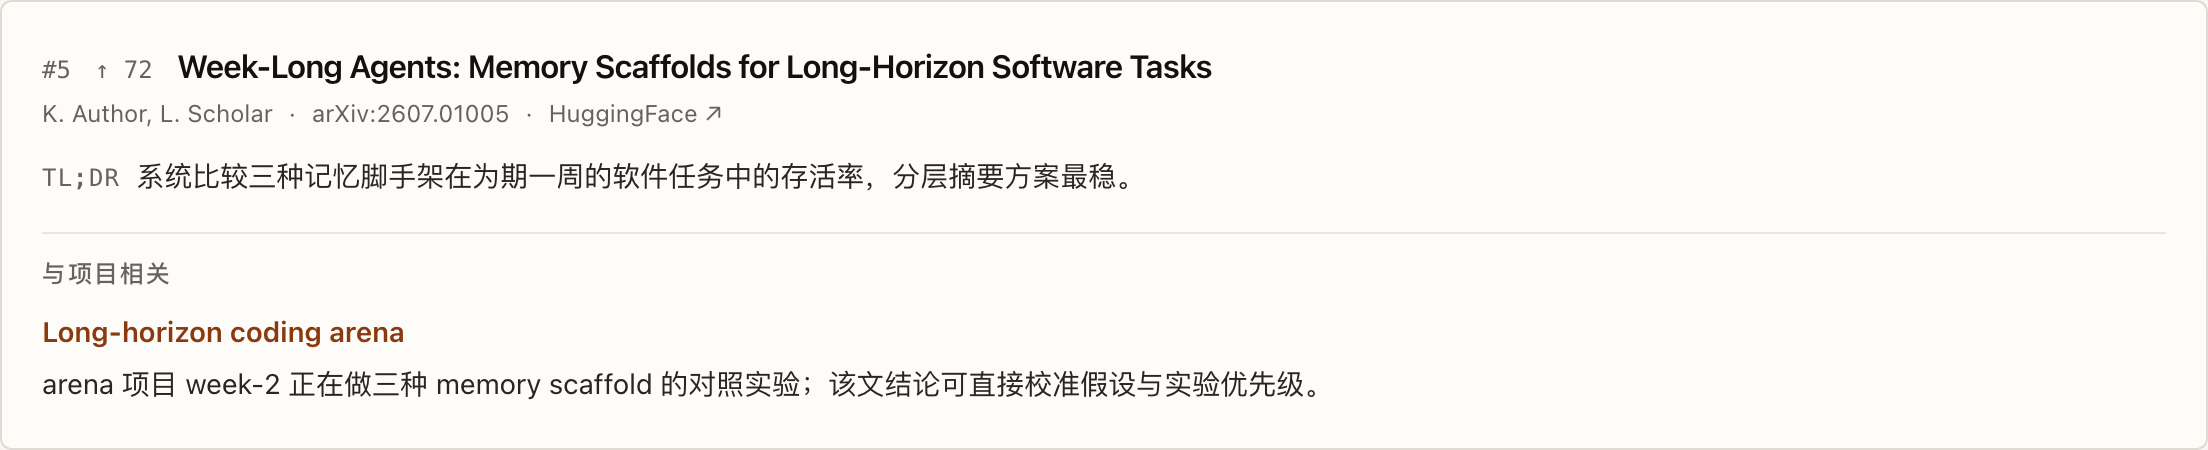 #5 ↑ 72 Week-Long Agents: Memory Scaffolds for Long-Horizon Software Tasks
K. Author, L. Scholar · arXiv:2607.01005 · HuggingFace ↗
TL;DR 系统比较三种记忆脚手架在为期一周的软件任务中的存活率，分层摘要方案最稳。
与项目相关
Long-horizon coding arena
arena 项目 week-2 正在做三种 memory scaffold 的对照实验；该文结论可直接校准假设与实验优先级。